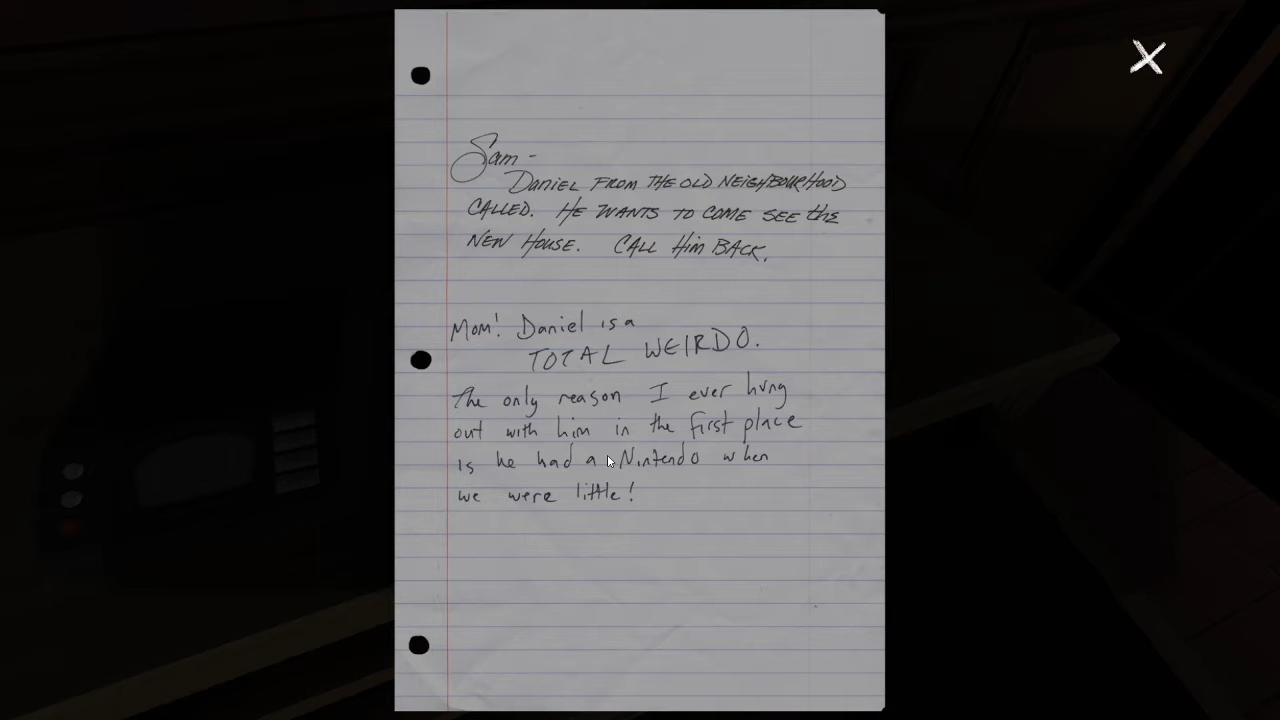 Sam -
DANIEL FROM THE OLD NEIGHBOURHOOD
CALLED. HE WANTS TO COME SEE the
NEW HOUSE. CALL HIM BACK.
Mom! Daniel is a
TOTAL WEIRDO.
The only reason I ever hung
out with him in the first place
is he had a Nintendo when
we were little!